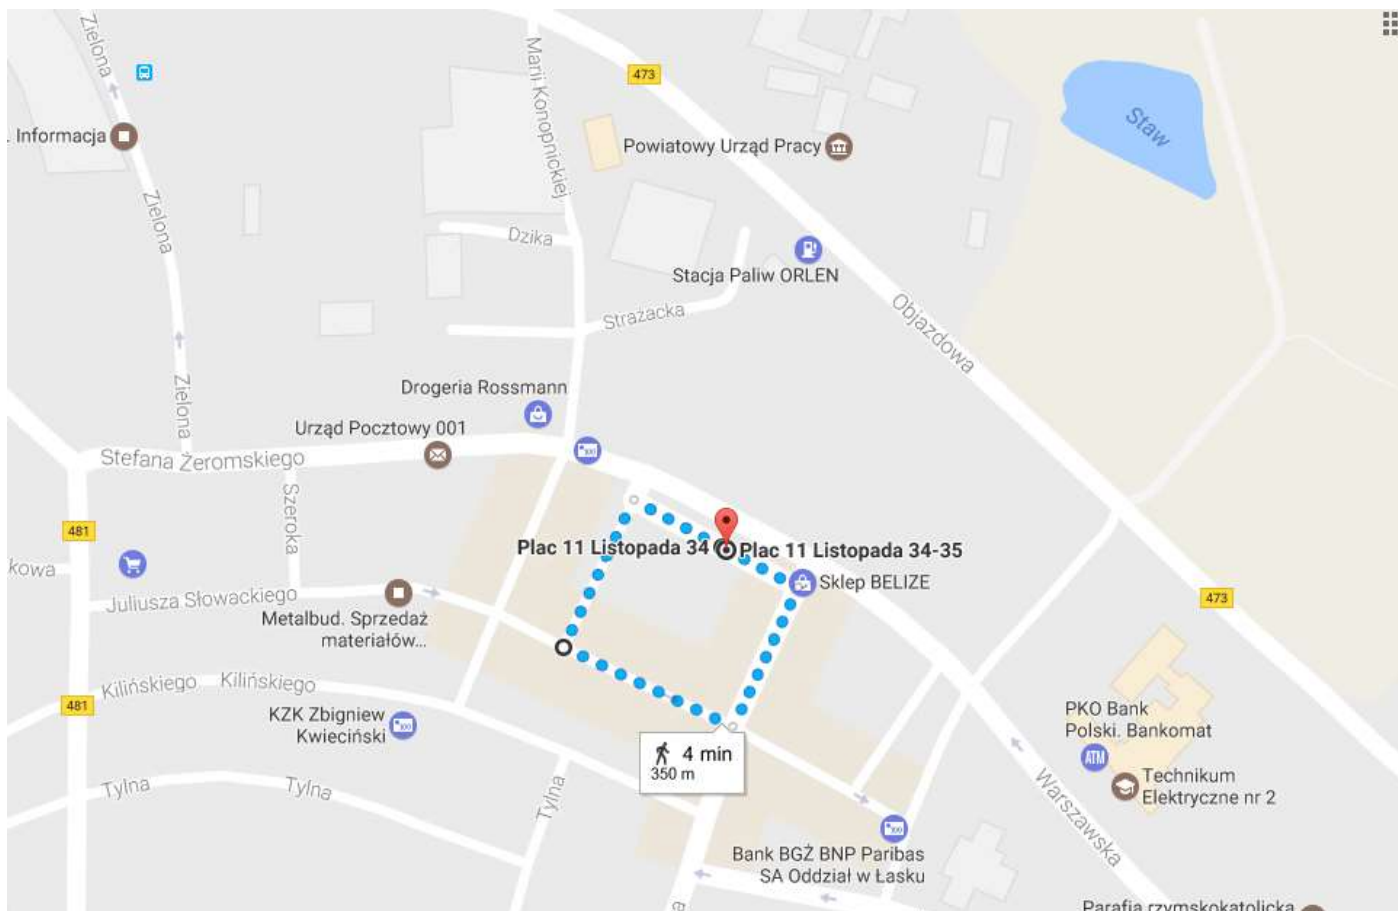 Zielona
473
Marii Konopnickiej
Staw
. Informacja
Powiatowy Urząd Pracy
Zielona
Dzika
Stacja Paliw ORLEN
Strażacka
Objazdowa
Zielona
Drogeria Rossmann
Urząd Pocztowy 001
Stefana Żeromskiego
Szeroka
481
Plac 11 Listopada 34
Plac 11 Listopada 34-35
kowa
Sklep BELIZE
Juliusza Słowackiego
473
Metalbud. Sprzedaż
materiałów...
Kilińskiego
Kilińskiego
481
KZK Zbigniew
Kwieciński
PKO Bank
Polski. Bankomat
4 min
350 m
ATM
Technikum
Elektryczne nr 2
Tylna
Tylna
Tylna
Warszawska
Bank BGŻ BNP Paribas
SA Oddział w Łasku
Parafia rzymskokatolicka